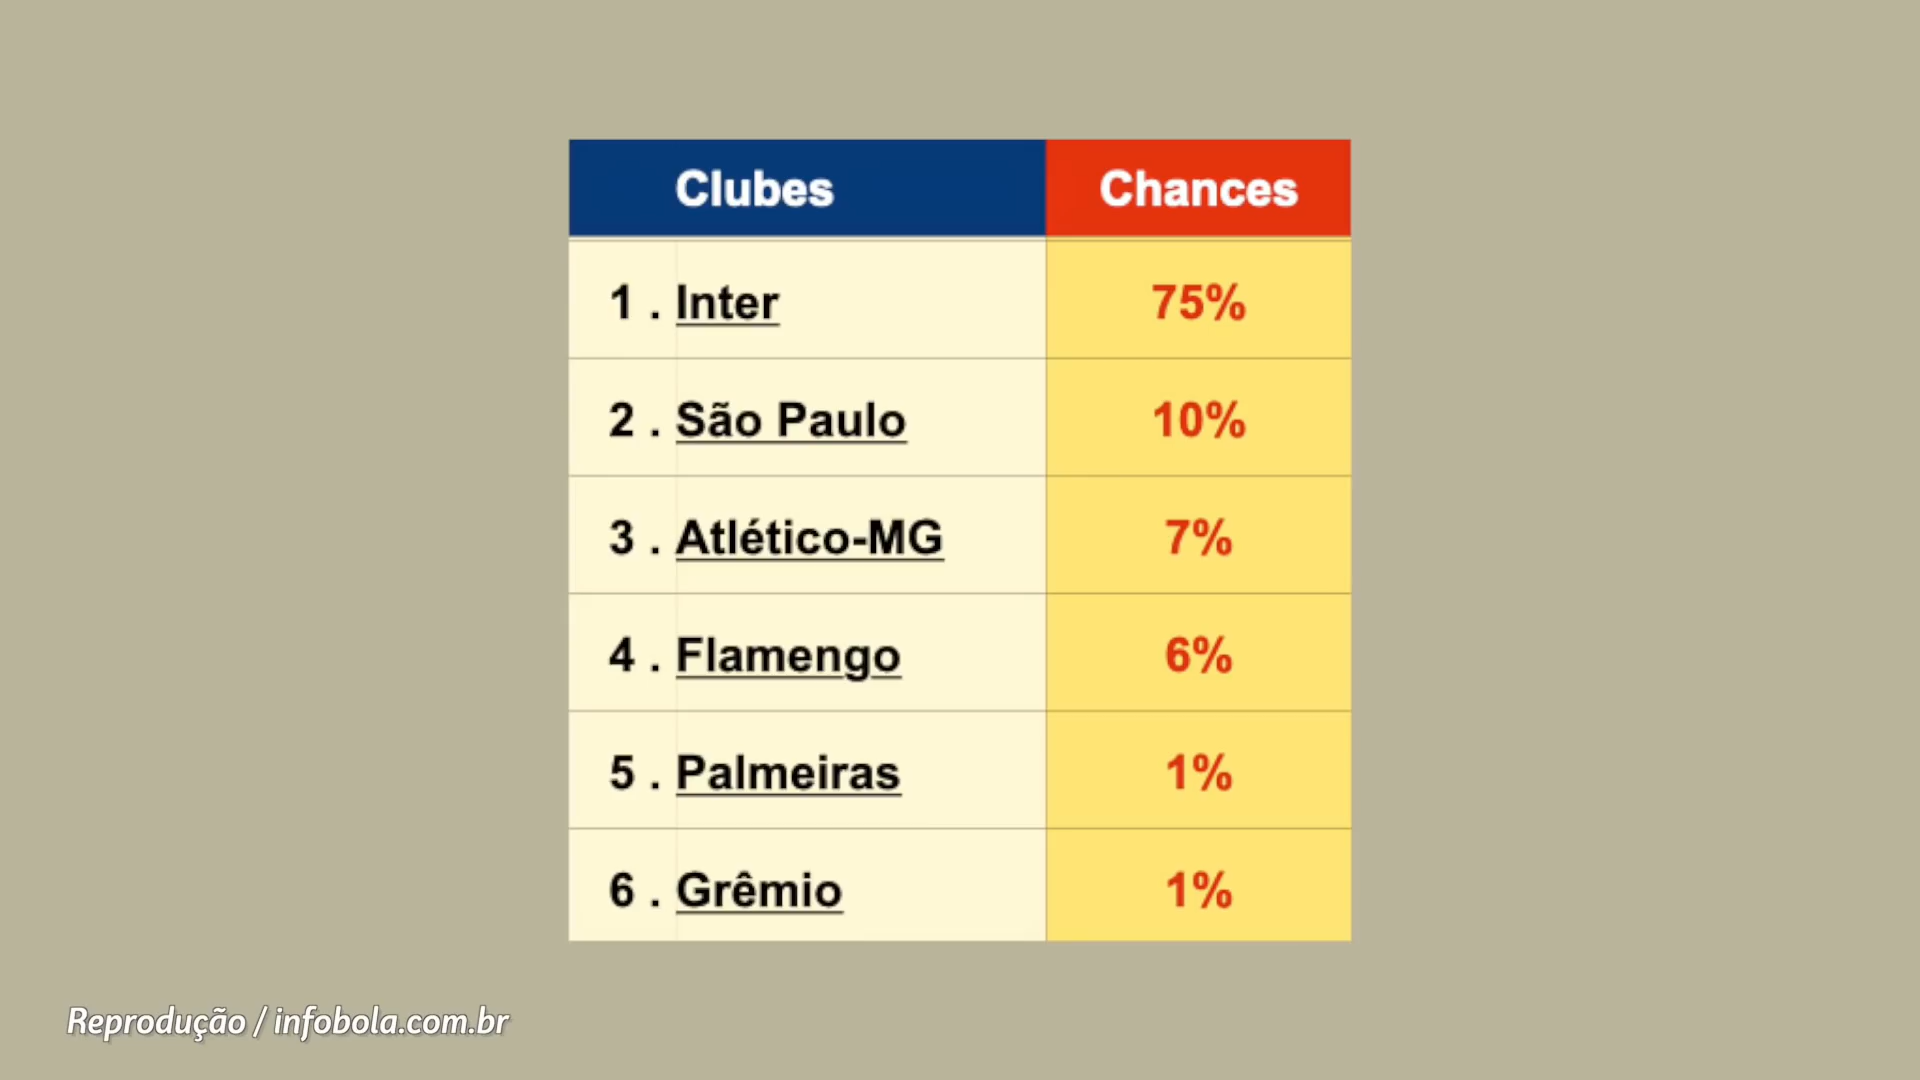 Clubes Chances
1 . Inter 75%
2 . São Paulo 10%
3 . Atlético-MG 7%
4 . Flamengo 6%
5 . Palmeiras 1%
6 . Grêmio 1%
Reprodução / infobola.com.br